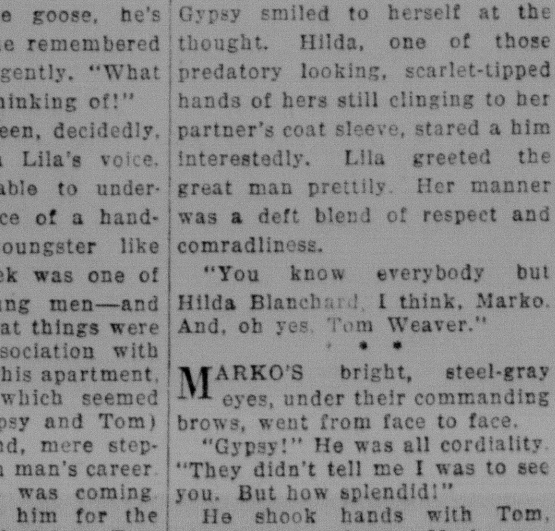 e goose, he's
e remembered
gently. "What
hinking of!"
een, decidedly,
Lila's voice.
able to under-
ce of a hand-
oungster like
ek was one of
ung men—and
at things were
sociation with
his apartment,
which seemed
psy and Tom)
nd, mere step-
man's career
was coming
him for the
Gypsy smiled to herself at the
thought. Hilda, one of those
predatory looking, scarlet-tipped
hands of hers still clinging to her
partner's coat sleeve, stared a him
interestedly. Lila greeted the
great man prettily. Her manner
was a deft blend of respect and
comradliness.
"You know everybody but
Hilda Blanchard, I think, Marko.
And, oh yes, Tom Weaver."
* * *
MARKO'S bright, steel-gray
eyes, under their commanding
brows, went from face to face.
"Gypsy!" He was all cordiality.
"They didn't tell me I was to see
you. But how splendid!"
He shook hands with Tom.